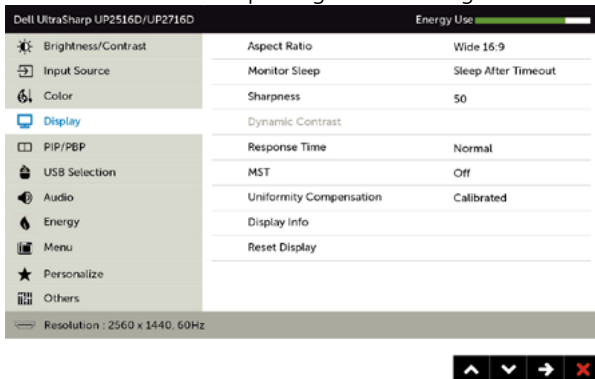 Dell UltraSharp UP2516D/UP2716D Energy Use
Brightness/Contrast Aspect Ratio Wide 16:9
Input Source Monitor Sleep Sleep After Timeout
Color Sharpness 50
Display Dynamic Contrast
PIP/PBP Response Time Normal
USB Selection MST Off
Audio Uniformity Compensation Calibrated
Energy Display Info
Menu Reset Display
Personalize
Others
Resolution : 2560 x 1440, 60Hz